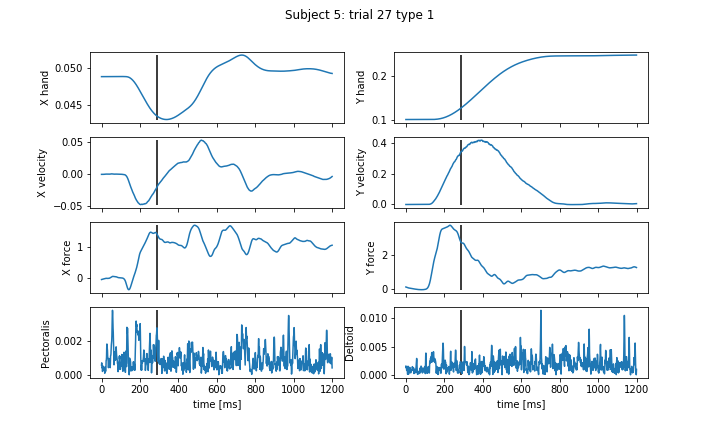 Subject 5: trial 27 type 1
X hand
0.050
0.045
Y hand
0.2
0.1
X velocity
0.05
0.00
−0.05
Y velocity
0.4
0.2
0.0
X force
1
0
Y force
2
0
Pectoralis
0.002
0.000
0 200 400 600 800 1000 1200
time [ms]
Deltoid
0.010
0.005
0.000
0 200 400 600 800 1000 1200
time [ms]